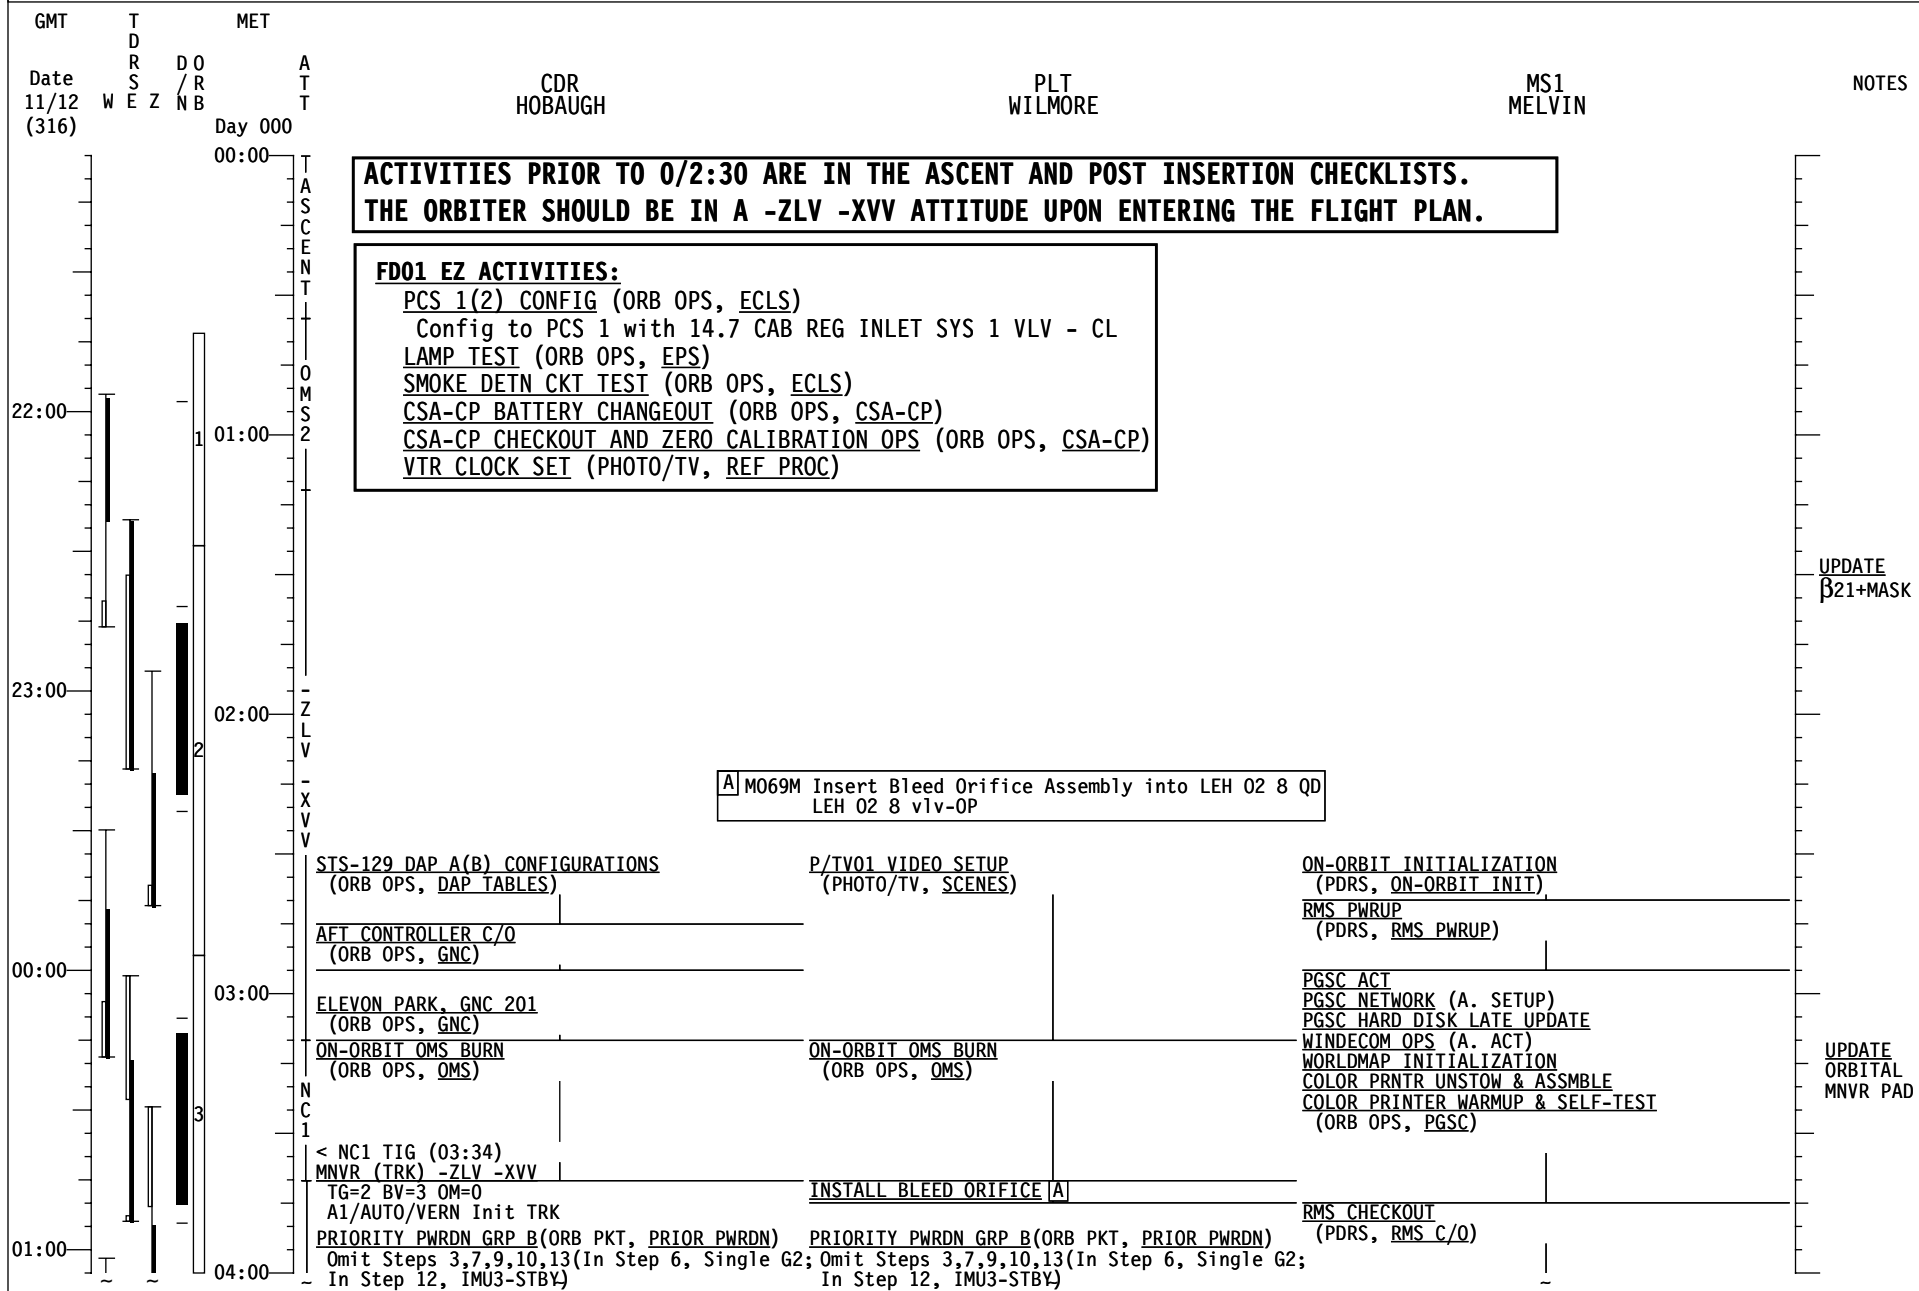 GMT
TDRS
MET
Date
11/12
(316)
W E Z
D/N
ORB
ATT
Day 000
CDR
HOBAUGH
PLT
WILMORE
MS1
MELVIN
NOTES
00:00
ASCENT
ACTIVITIES PRIOR TO 0/2:30 ARE IN THE ASCENT AND POST INSERTION CHECKLISTS.
THE ORBITER SHOULD BE IN A -ZLV -XVV ATTITUDE UPON ENTERING THE FLIGHT PLAN.
FD01 EZ ACTIVITIES:
PCS 1(2) CONFIG (ORB OPS, ECLS)
Config to PCS 1 with 14.7 CAB REG INLET SYS 1 VLV - CL
LAMP TEST (ORB OPS, EPS)
SMOKE DETN CKT TEST (ORB OPS, ECLS)
CSA-CP BATTERY CHANGEOUT (ORB OPS, CSA-CP)
CSA-CP CHECKOUT AND ZERO CALIBRATION OPS (ORB OPS, CSA-CP)
VTR CLOCK SET (PHOTO/TV, REF PROC)
OMS2
22:00
1
01:00
UPDATE
β21+MASK
23:00
02:00
2
-ZLV -XVV
A MO69M Insert Bleed Orifice Assembly into LEH O2 8 QD
LEH O2 8 vlv-OP
STS-129 DAP A(B) CONFIGURATIONS
(ORB OPS, DAP TABLES)
AFT CONTROLLER C/O
(ORB OPS, GNC)
ELEVON PARK, GNC 201
(ORB OPS, GNC)
ON-ORBIT OMS BURN
(ORB OPS, OMS)
< NC1 TIG (03:34)
MNVR (TRK) -ZLV -XVV
TG=2 BV=3 OM=0
A1/AUTO/VERN Init TRK
PRIORITY PWRDN GRP B(ORB PKT, PRIOR PWRDN)
Omit Steps 3,7,9,10,13(In Step 6, Single G2;
In Step 12, IMU3-STBY)
P/TV01 VIDEO SETUP
(PHOTO/TV, SCENES)
ON-ORBIT OMS BURN
(ORB OPS, OMS)
INSTALL BLEED ORIFICE A
PRIORITY PWRDN GRP B(ORB PKT, PRIOR PWRDN)
Omit Steps 3,7,9,10,13(In Step 6, Single G2;
In Step 12, IMU3-STBY)
ON-ORBIT INITIALIZATION
(PDRS, ON-ORBIT INIT)
RMS PWRUP
(PDRS, RMS PWRUP)
PGSC ACT
PGSC NETWORK (A. SETUP)
PGSC HARD DISK LATE UPDATE
WINDECOM OPS (A. ACT)
WORLDMAP INITIALIZATION
COLOR PRNTR UNSTOW & ASSMBLE
COLOR PRINTER WARMUP & SELF-TEST
(ORB OPS, PGSC)
RMS CHECKOUT
(PDRS, RMS C/O)
UPDATE
ORBITAL
MNVR PAD
00:00
03:00
NC1
3
01:00
04:00
~ ~ ~ ~ ~ ~